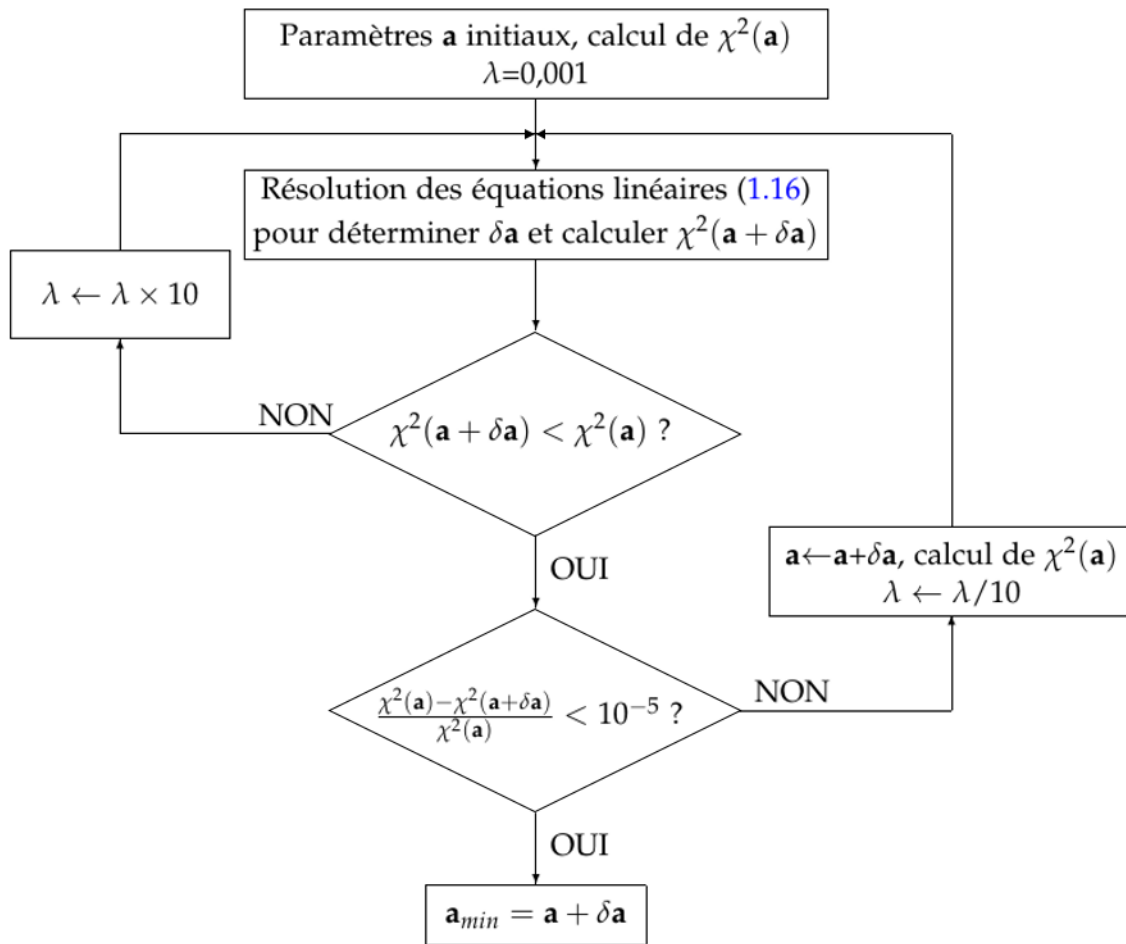 Paramètres a initiaux, calcul de χ²(a)
λ=0,001
Résolution des équations linéaires (1.16)
pour déterminer δa et calculer χ²(a + δa)
λ ← λ × 10
NON
χ²(a + δa) < χ²(a) ?
OUI
a←a+δa, calcul de χ²(a)
λ ← λ/10
NON
χ²(a)−χ²(a+δa)
χ²(a)
< 10⁻⁵ ?
OUI
a_min = a + δa